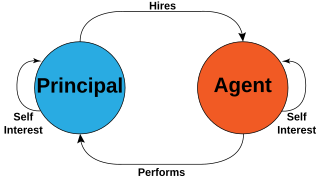 Hires
Principal
Agent
Self
Interest
Self
Interest
Performs